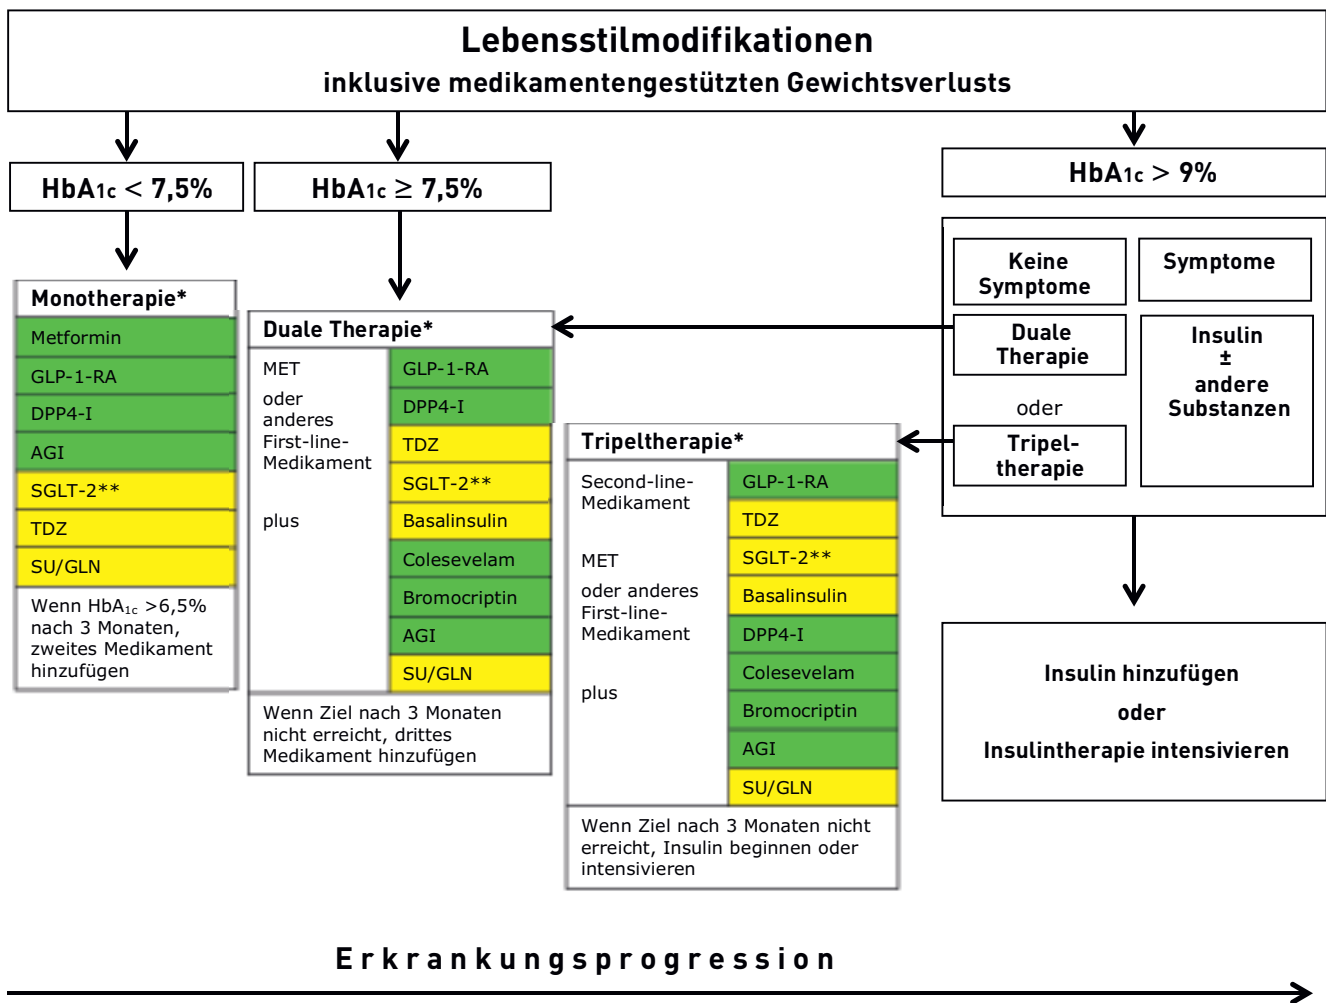 Lebensstilmodifikationen
inklusive medikamentengestützten Gewichtsverlusts
HbA1c < 7,5%
HbA1c ≥ 7,5%
HbA1c > 9%
Monotherapie*
Metformin
GLP-1-RA
DPP4-I
AGI
SGLT-2**
TDZ
SU/GLN
Wenn HbA1c >6,5%
nach 3 Monaten,
zweites Medikament
hinzufügen
Duale Therapie*
MET
oder
anderes
First-line-
Medikament
plus
GLP-1-RA
DPP4-I
TDZ
SGLT-2**
Basalinsulin
Colesevelam
Bromocriptin
AGI
SU/GLN
Wenn Ziel nach 3 Monaten
nicht erreicht, drittes
Medikament hinzufügen
Tripeltherapie*
Second-line-
Medikament
MET
oder anderes
First-line-
Medikament
plus
GLP-1-RA
TDZ
SGLT-2**
Basalinsulin
DPP4-I
Colesevelam
Bromocriptin
AGI
SU/GLN
Wenn Ziel nach 3 Monaten nicht
erreicht, Insulin beginnen oder
intensivieren
Keine
Symptome
Duale
Therapie
oder
Tripel-
therapie
Symptome
Insulin
±
andere
Substanzen
Insulin hinzufügen
oder
Insulintherapie intensivieren
Erkrankungsprogression